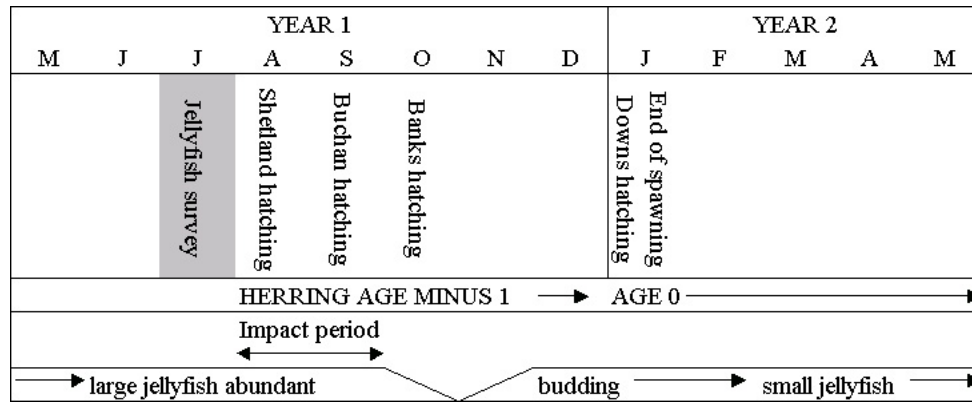 YEAR 1 YEAR 2
M J J A S O N D J F M A M
Jellyfish survey
Shetland hatching
Buchan hatching
Banks hatching
Downs hatching
End of spawning
HERRING AGE MINUS 1 AGE 0
Impact period
large jellyfish abundant budding small jellyfish